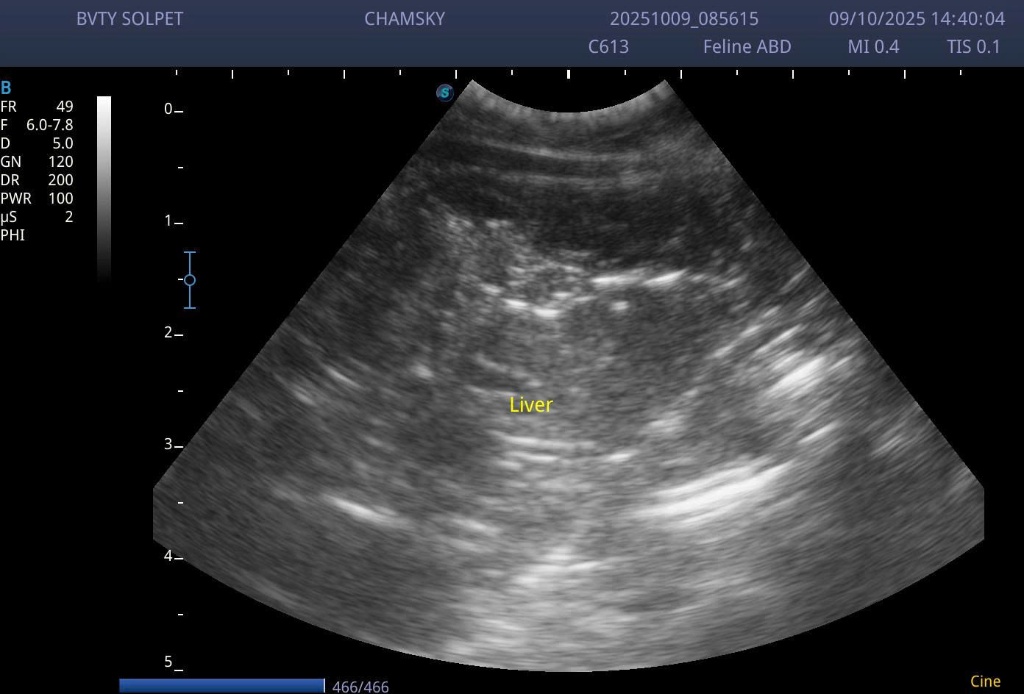 BVTY SOLPET CHAMSKY 20251009_085615 09/10/2025 14:40:04
C613 Feline ABD MI 0.4 TIS 0.1
B
S
FR 49
F 6.0-7.8
D 5.0
GN 120
DR 200
PWR 100
µS 2
PHI
0
1
2
3
4
5
Liver
466/466
Cine